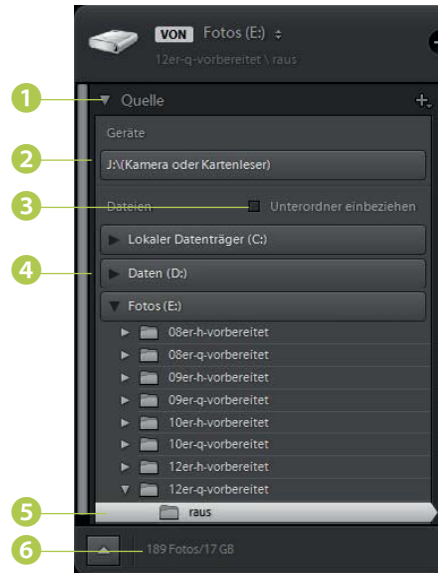 VON Fotos (E:)
12er-q-vorbereitet \ raus
1 Quelle
Geräte
2 J:\(Kamera oder Kartenleser)
3 Dateien Unterordner einbeziehen
Lokaler Datenträger (C:)
4 Daten (D:)
Fotos (E:)
08er-h-vorbereitet
08er-q-vorbereitet
09er-h-vorbereitet
09er-q-vorbereitet
10er-h-vorbereitet
10er-q-vorbereitet
12er-h-vorbereitet
12er-q-vorbereitet
5 raus
6 189 Fotos/17 GB